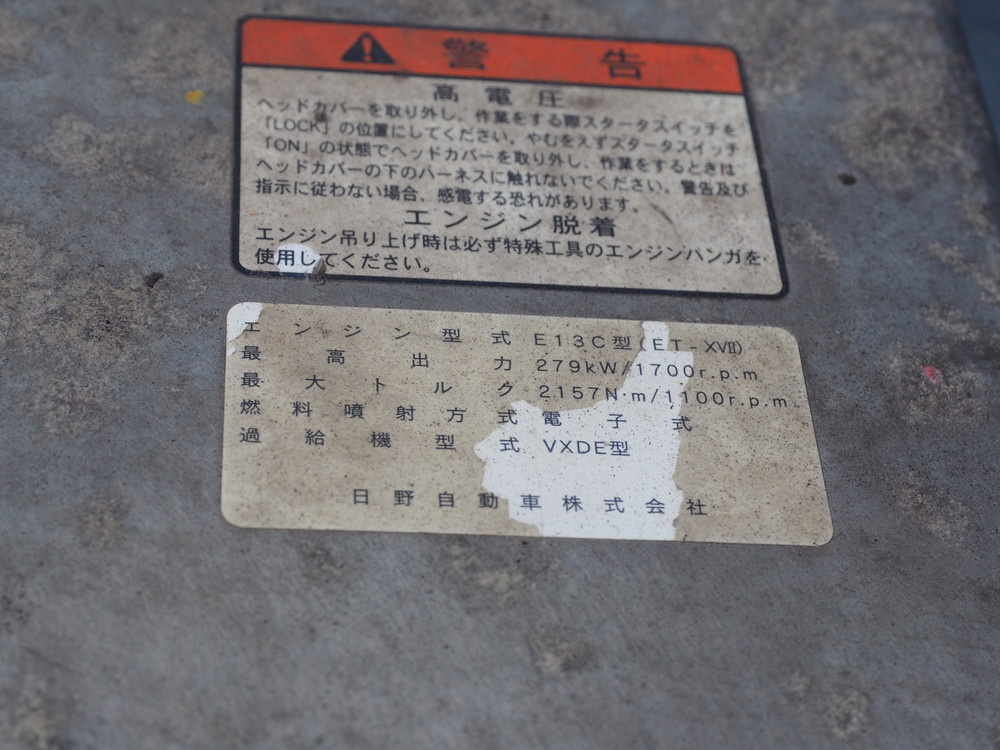 警告
高電圧
ヘッドカバーを取り外し、作業をする際スタータスイッチを
「LOCK」の位置にしてください。やむをえずスタータスイッチ
「ON」の状態でヘッドカバーを取り外し、作業をするときは
ヘッドカバーの下のハーネスに触れないでください。警告及び
指示に従わない場合、感電する恐れがあります。
エンジン脱着
エンジン吊り上げ時は必ず特殊工具のエンジンハンガを
使用してください。
エンジン型式 E13C型(ET-XVII)
最高出力 279kW/1700r.p.m
最大トルク 2157N·m/1100r.p.m
燃料噴射方式 電子式
過給機型式 VXDE型
日野自動車株式会社